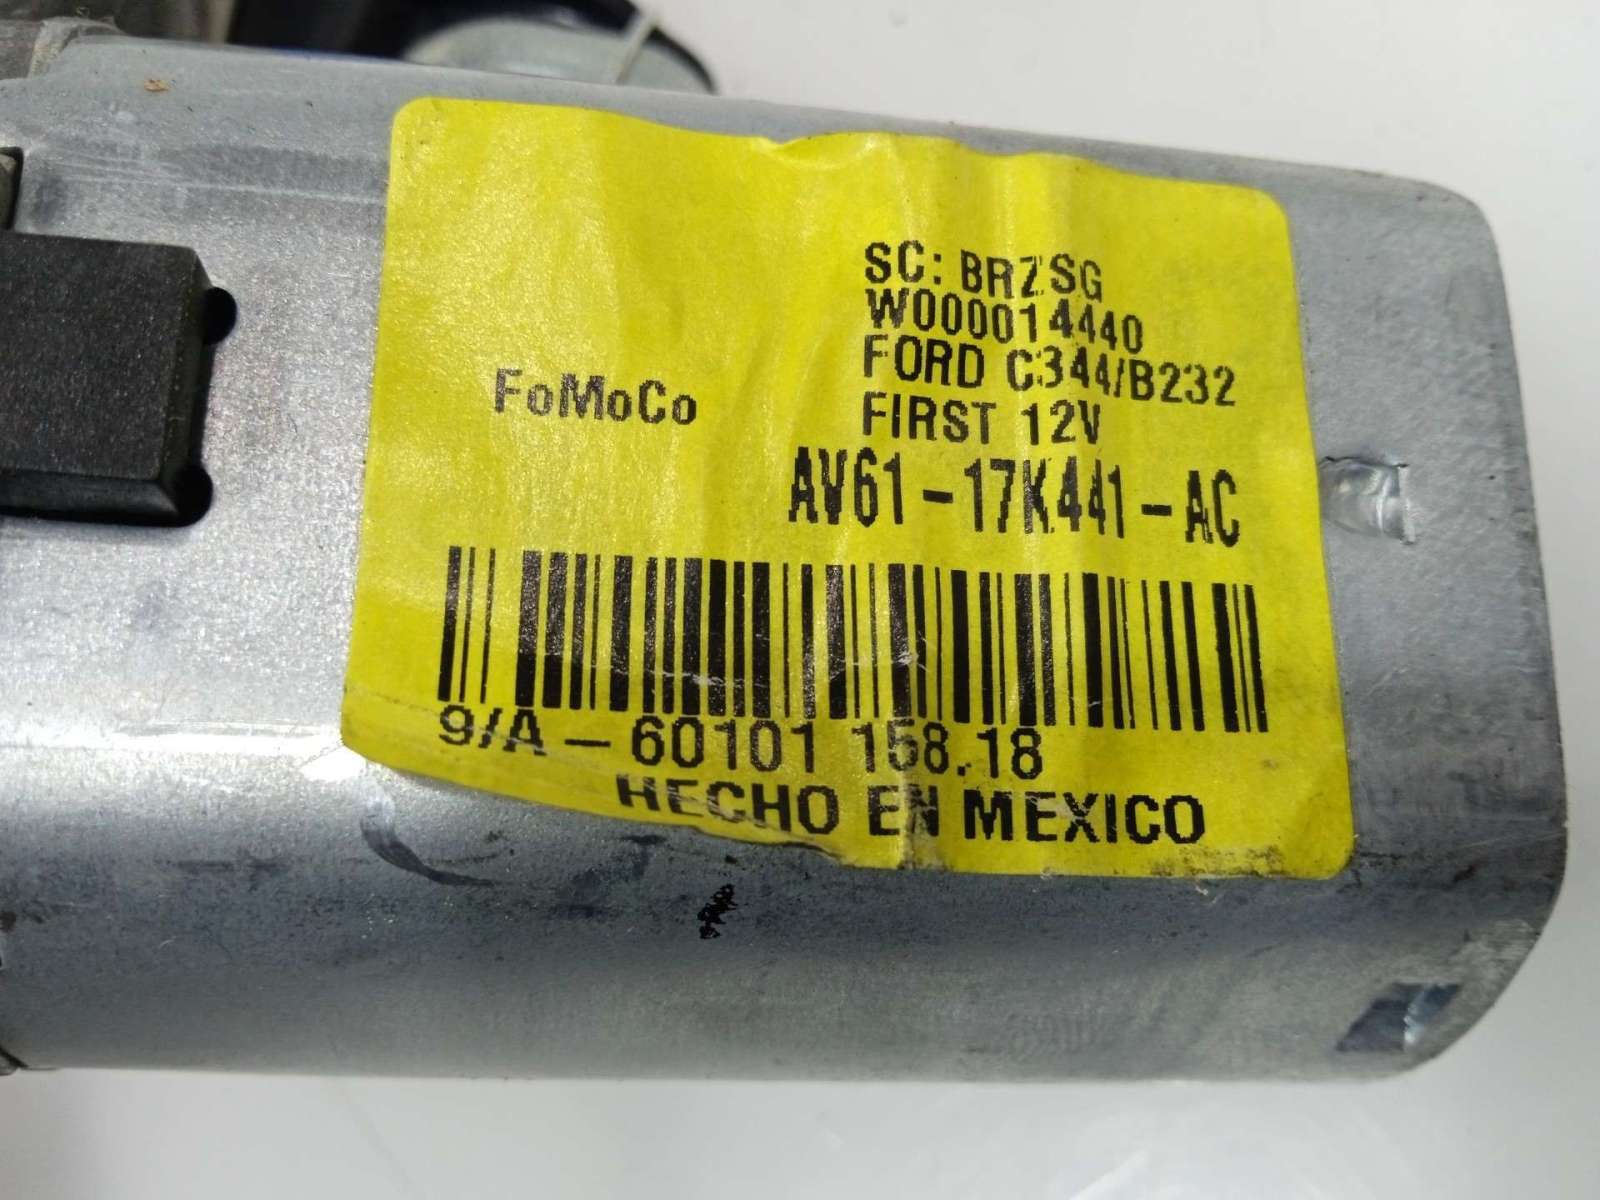 SC: BRZSG
W000014440
FORD C344/B232
FoMoCo
FIRST 12V
AV61-17K441-AC
9/A-60101 158.18
HECHO EN MEXICO